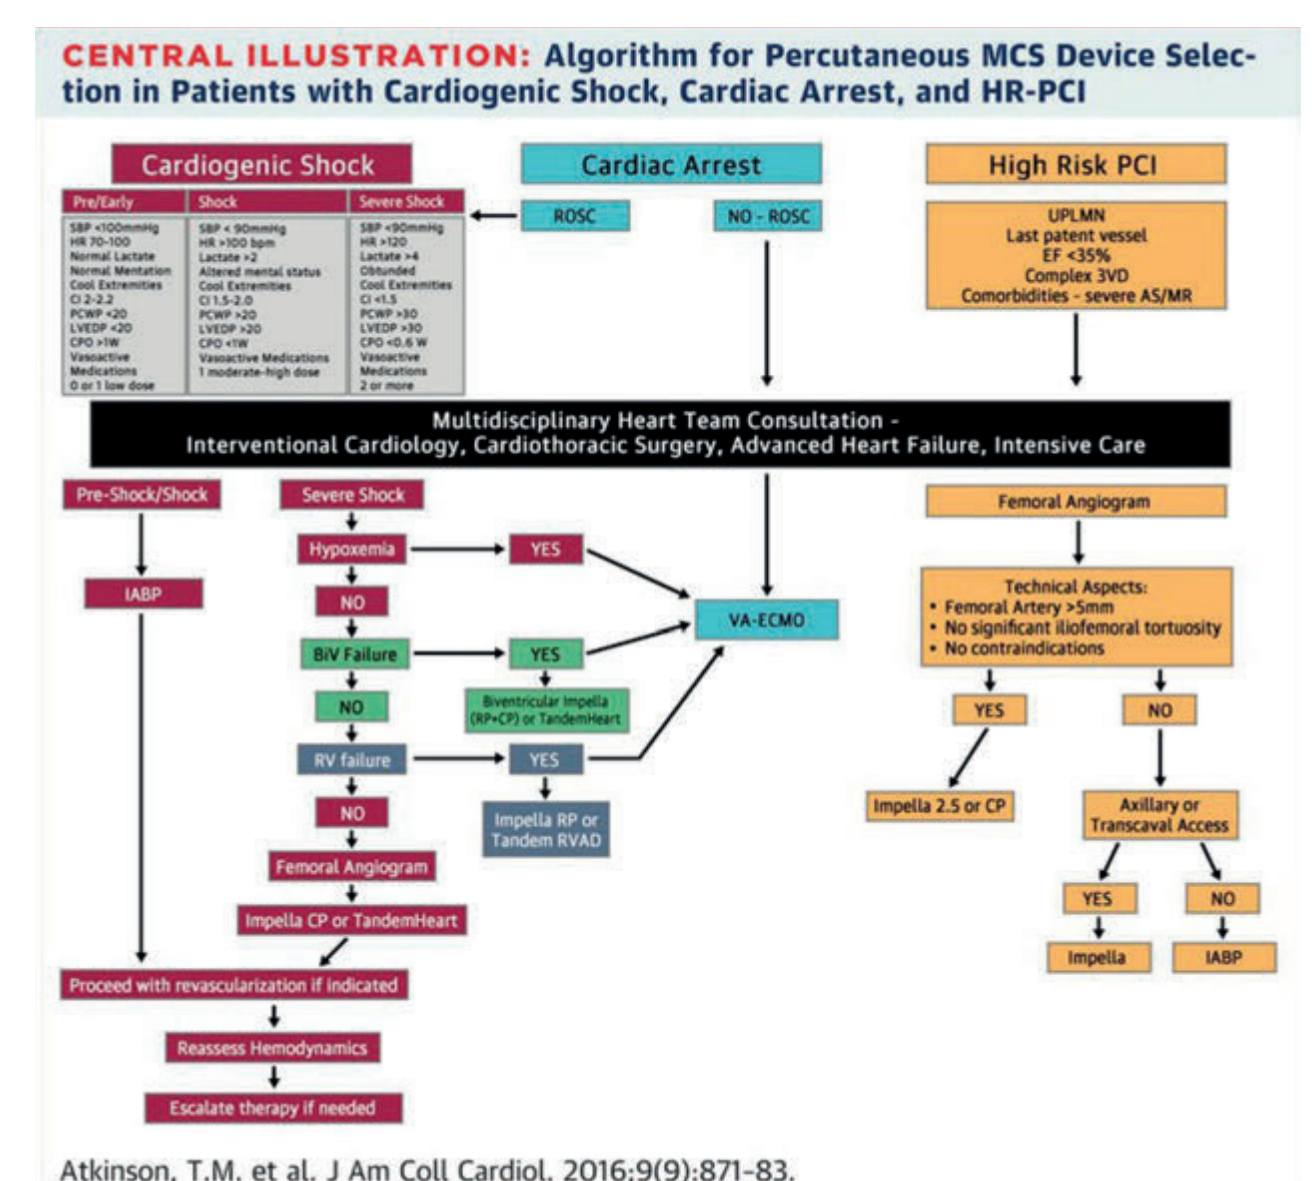 CENTRAL ILLUSTRATION: Algorithm for Percutaneous MCS Device Selec-
tion in Patients with Cardiogenic Shock, Cardiac Arrest, and HR-PCI
Cardiogenic Shock
Pre/Early
SBP <100mmHg
HR 70-100
Normal Lactate
Normal Mentation
Cool Extremities
CI 2-2.2
PCWP <20
LVEDP <20
CPO >1W
Vasoactive
Medications
0 or 1 low dose
Shock
SBP < 90mmHg
HR >100 bpm
Lactate >2
Altered mental status
Cool Extremities
CI 1.5-2.0
PCWP >20
LVEDP >20
CPO <1W
Vasoactive Medications
1 moderate-high dose
Severe Shock
SBP <90mmHg
HR >120
Lactate >4
Obtunded
Cool Extremities
CI <1.5
PCWP >30
LVEDP >30
CPO <0.6 W
Vasoactive
Medications
2 or more
Cardiac Arrest
ROSC
NO - ROSC
High Risk PCI
UPLMN
Last patent vessel
EF <35%
Complex 3VD
Comorbidities - severe AS/MR
Multidisciplinary Heart Team Consultation -
Interventional Cardiology, Cardiothoracic Surgery, Advanced Heart Failure, Intensive Care
Pre-Shock/Shock
IABP
Severe Shock
Hypoxemia
YES
NO
BiV Failure
YES
Biventricular Impella
(RP+CP) or TandemHeart
NO
RV failure
YES
Impella RP or
Tandem RVAD
NO
Femoral Angiogram
Impella CP or TandemHeart
Proceed with revascularization if indicated
Reassess Hemodynamics
Escalate therapy if needed
VA-ECMO
Femoral Angiogram
Technical Aspects:
• Femoral Artery >5mm
• No significant iliofemoral tortuosity
• No contraindications
YES
NO
Impella 2.5 or CP
Axillary or
Transcaval Access
YES
NO
Impella
IABP
Atkinson, T.M. et al. J Am Coll Cardiol. 2016;9(9):871-83.